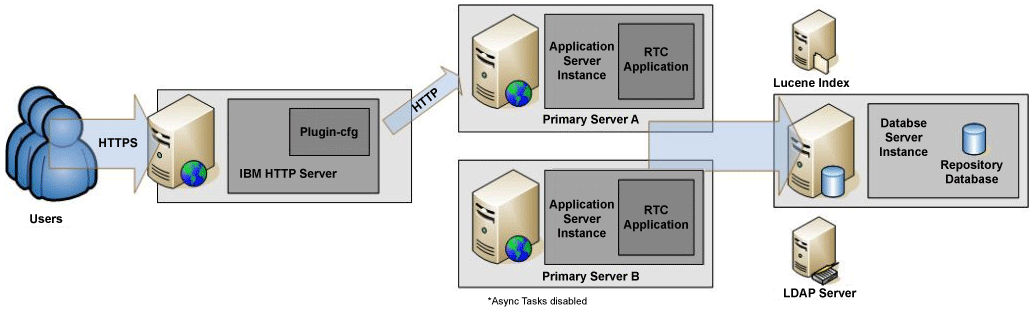 Users
HTTPS
Plugin-cfg
IBM HTTP Server
HTTP
Application
Server
Instance
RTC
Application
Primary Server A
Application
Server
Instance
RTC
Application
Primary Server B
*Async Tasks disabled
Lucene Index
Databse
Server
Instance
Repository
Database
LDAP Server